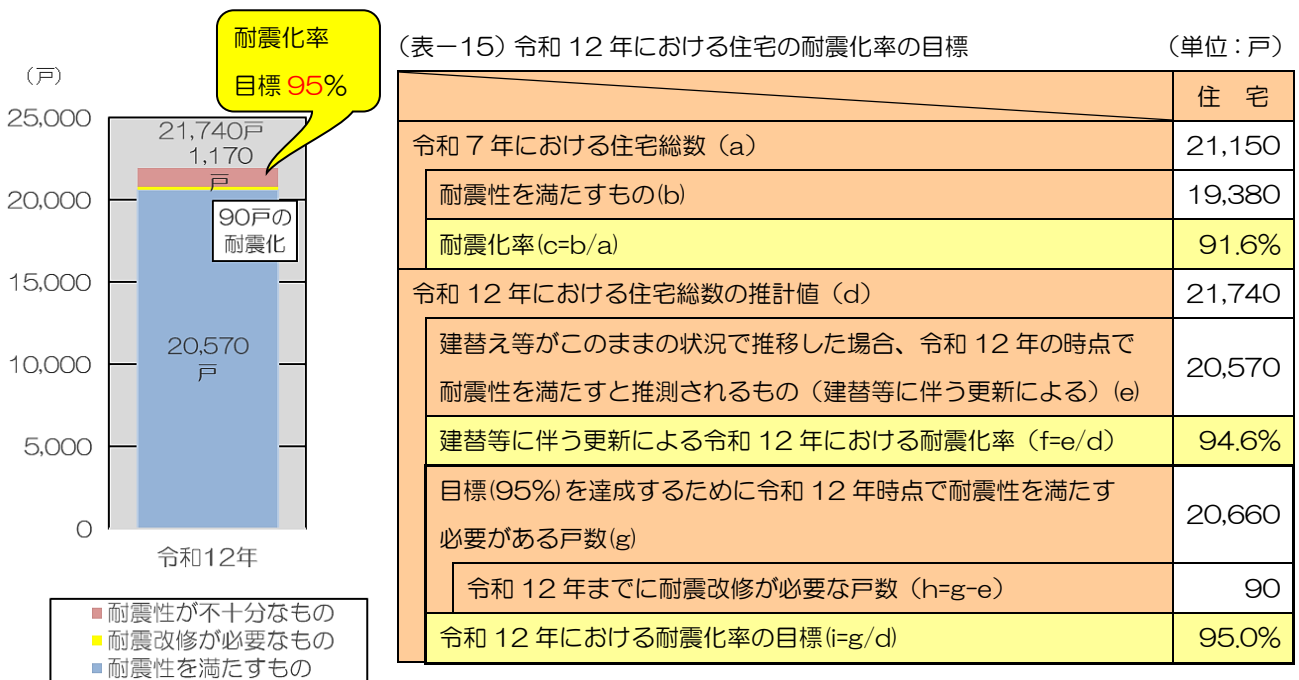 耐震化率
目標 95%
（戸）
25,000
20,000
15,000
10,000
5,000
0
21,740戸
1,170
戸
90戸の
耐震化
20,570
戸
令和12年
耐震性が不十分なもの
耐震改修が必要なもの
耐震性を満たすもの
（表－15）令和 12 年における住宅の耐震化率の目標 （単位：戸）
住 宅
令和 7 年における住宅総数（a） 21,150
耐震性を満たすもの(b) 19,380
耐震化率(c=b/a) 91.6%
令和 12 年における住宅総数の推計値（d） 21,740
建替え等がこのままの状況で推移した場合、令和 12 年の時点で
耐震性を満たすと推測されるもの（建替等に伴う更新による）(e) 20,570
建替等に伴う更新による令和 12 年における耐震化率（f=e/d） 94.6%
目標(95%)を達成するために令和 12 年時点で耐震性を満たす
必要がある戸数(g) 20,660
令和 12 年までに耐震改修が必要な戸数（h=g-e） 90
令和 12 年における耐震化率の目標(i=g/d) 95.0%